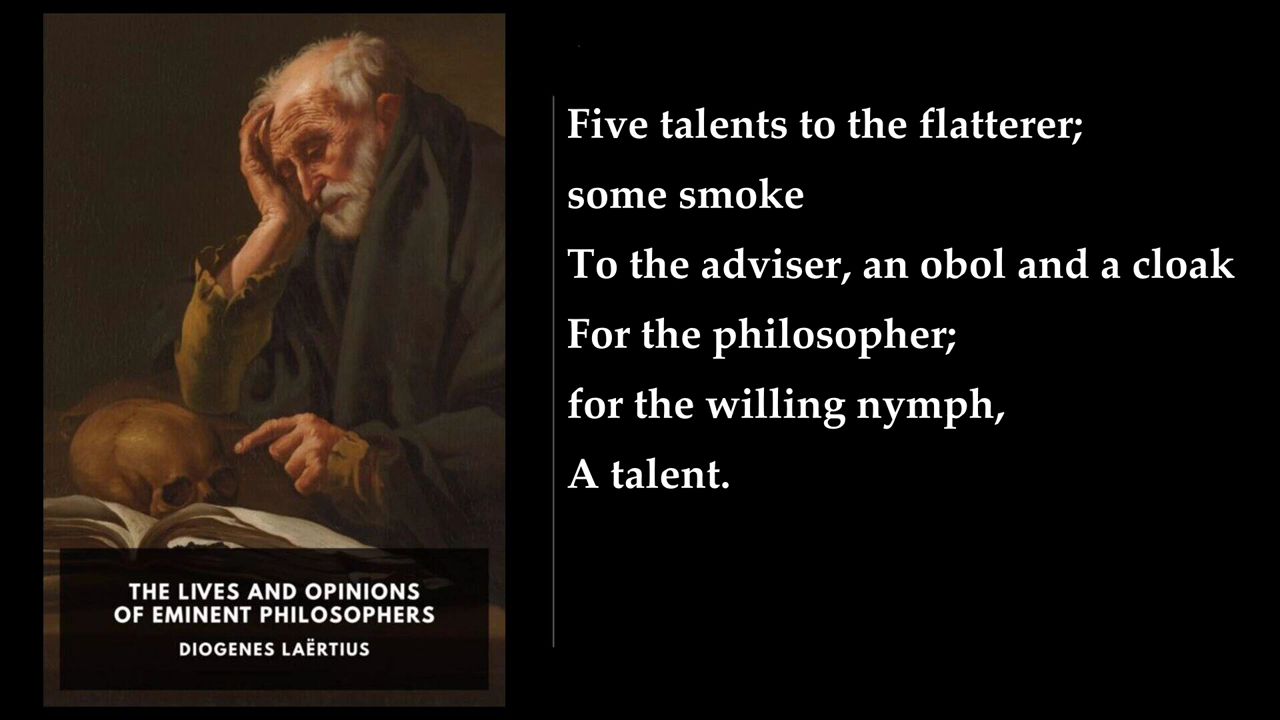 Five talents to the flatterer;
some smoke
To the adviser, an obol and a cloak
For the philosopher;
for the willing nymph,
A talent.
THE LIVES AND OPINIONS
OF EMINENT PHILOSOPHERS
DIOGENES LAËRTIUS